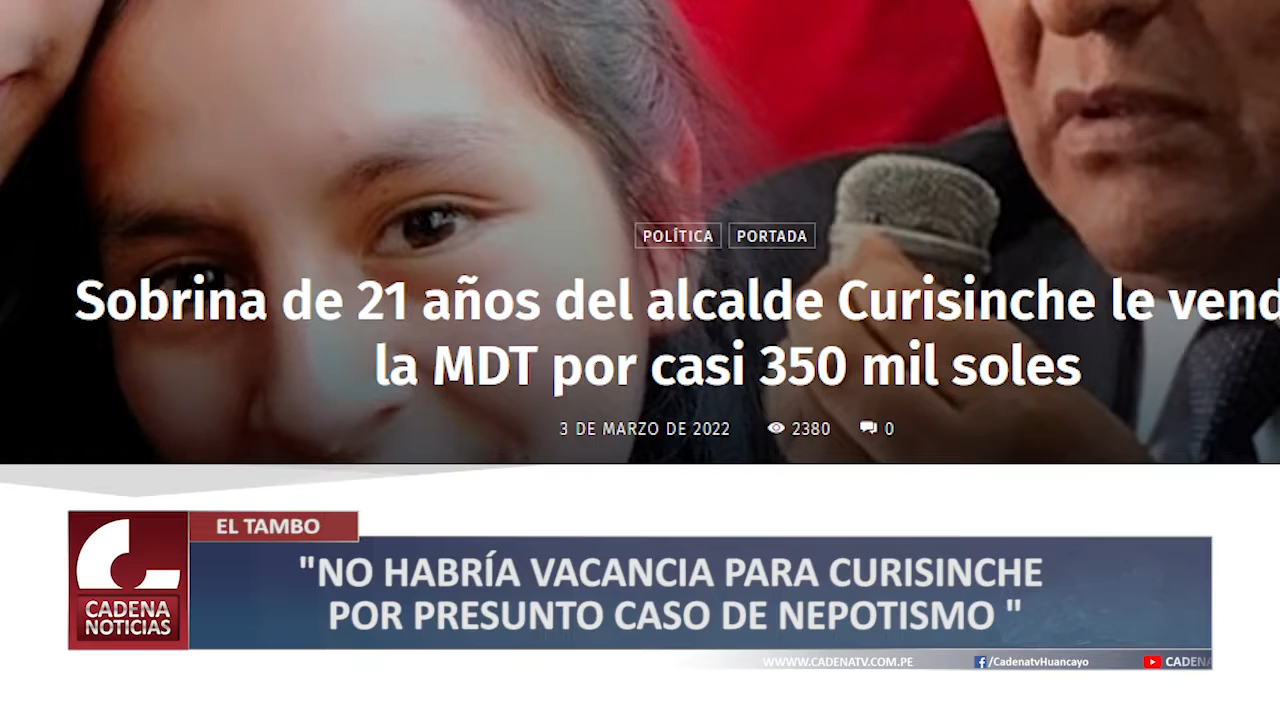 POLÍTICA PORTADA
Sobrina de 21 años del alcalde Curisinche le vend
la MDT por casi 350 mil soles
3 DE MARZO DE 2022 2380 0
EL TAMBO
"NO HABRÍA VACANCIA PARA CURISINCHE
POR PRESUNTO CASO DE NEPOTISMO "
CADENA
NOTICIAS
WWWW.CADENATV.COM.PE /CadenatvHuancayo CADENA